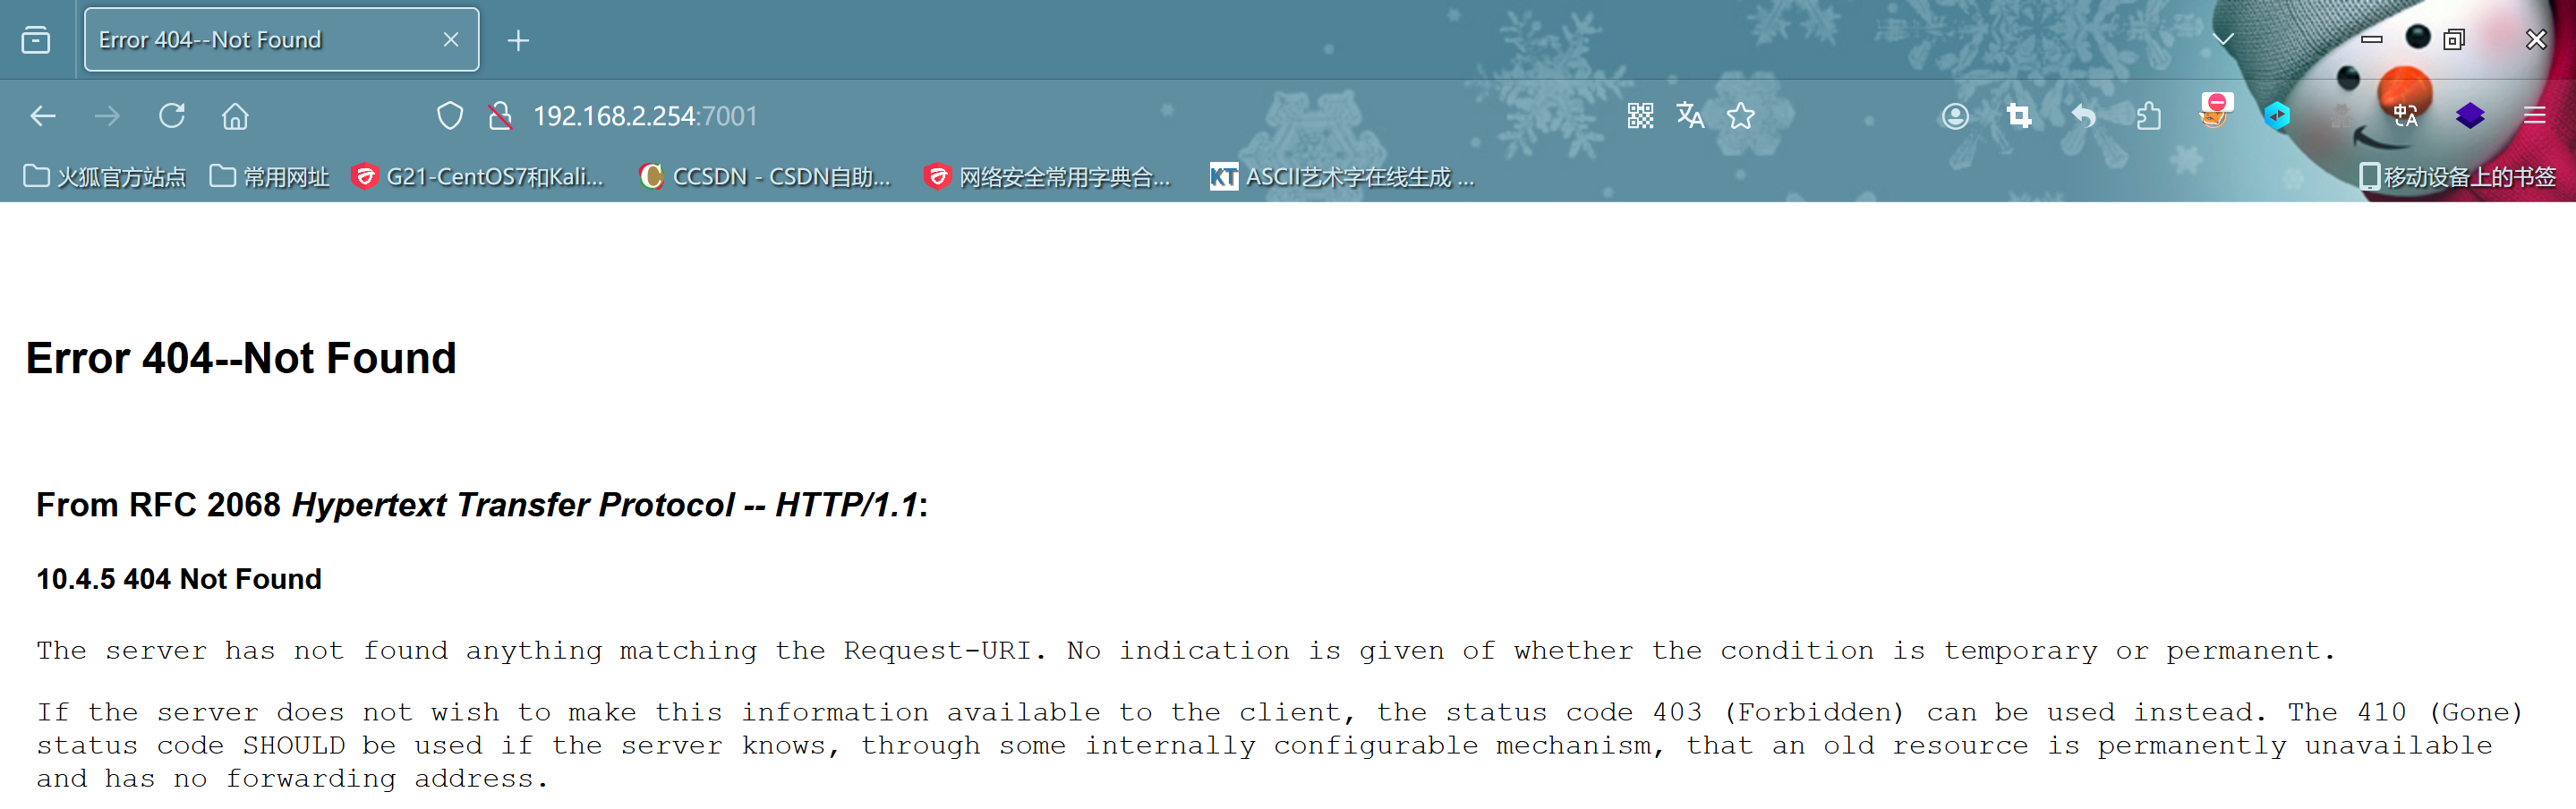 Error 404--Not Found
192.168.2.254:7001
火狐官方站点 常用网址 G21-CentOS7和Kali... CCSDN - CSDN自助... 网络安全常用字典合... KT ASCII艺术字在线生成 ... 移动设备上的书签
Error 404--Not Found
From RFC 2068 Hypertext Transfer Protocol -- HTTP/1.1:
10.4.5 404 Not Found
The server has not found anything matching the Request-URI. No indication is given of whether the condition is temporary or permanent.
If the server does not wish to make this information available to the client, the status code 403 (Forbidden) can be used instead. The 410 (Gone)
status code SHOULD be used if the server knows, through some internally configurable mechanism, that an old resource is permanently unavailable
and has no forwarding address.